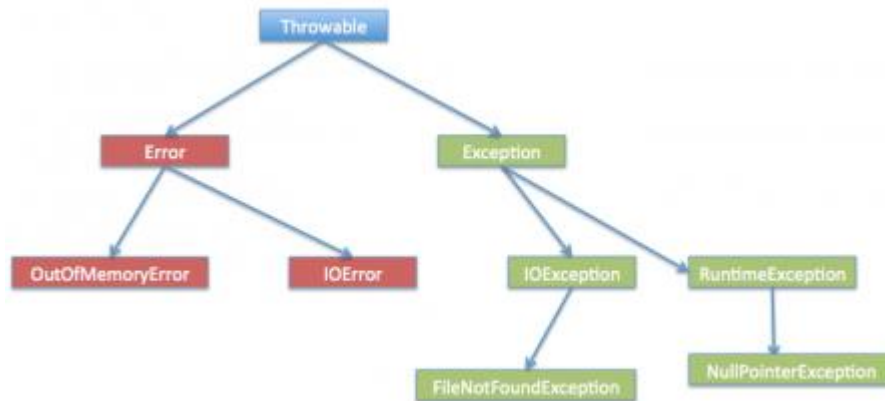 Throwable
Error
Exception
OutOfMemoryError
IOError
IOException
RuntimeException
FileNotFoundException
NullPointerException